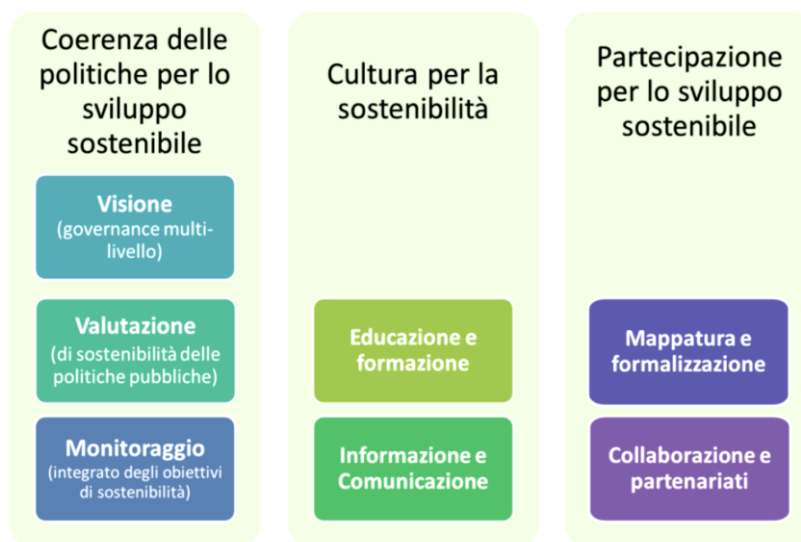 Coerenza delle
politiche per lo
sviluppo
sostenibile
Visione
(governance multi-
livello)
Valutazione
(di sostenibilità delle
politiche pubbliche)
Monitoraggio
(integrato degli obiettivi
di sostenibilità)
Cultura per la
sostenibilità
Educazione e
formazione
Informazione e
Comunicazione
Partecipazione
per lo sviluppo
sostenibile
Mappatura e
formalizzazione
Collaborazione e
partenariati